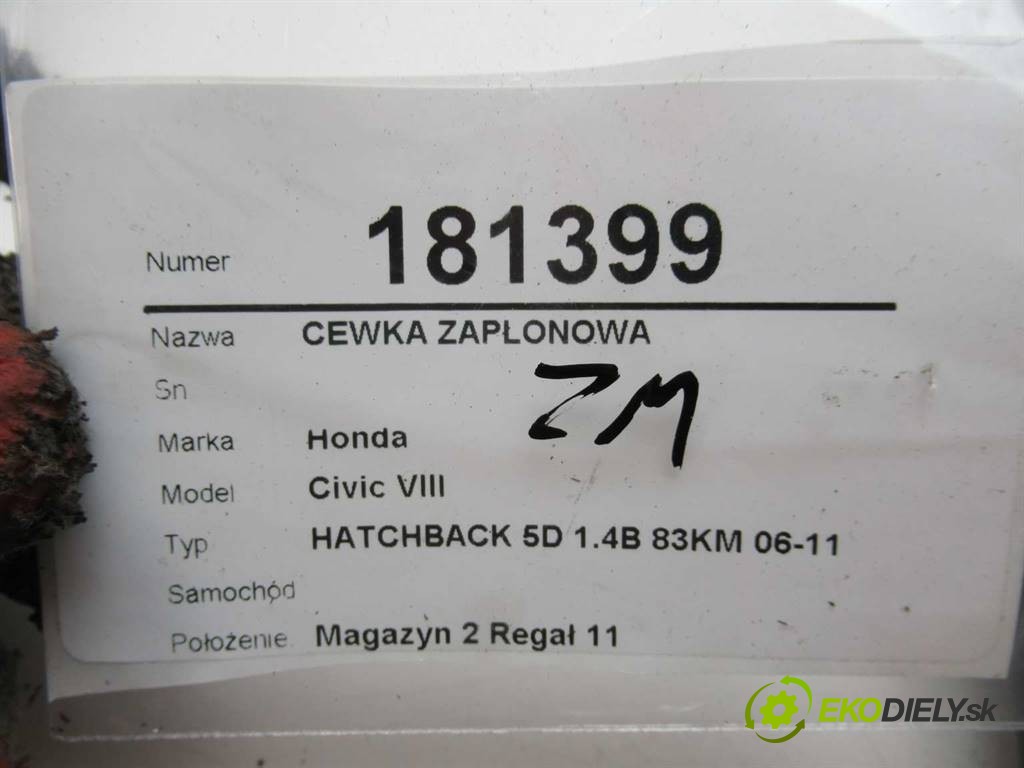 Numer 181399
Nazwa CEWKA ZAPŁONOWA
Sn
ZM
Marka Honda
Model Civic VIII
Typ HATCHBACK 5D 1.4B 83KM 06-11
Samochód
Położenie Magazyn 2 Regał 11
EKODIELY.sk